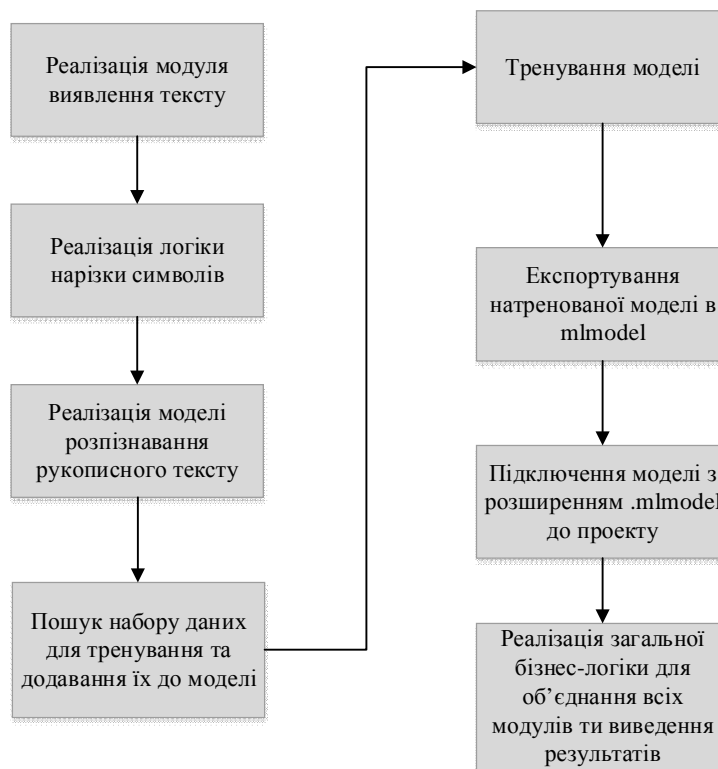 Реалізація модуля
виявлення тексту
Реалізація логіки
нарізки символів
Реалізація моделі
розпізнавання
рукописного тексту
Пошук набору даних
для тренування та
додавання їх до моделі
Тренування моделі
Експортування
натренованої моделі в
mlmodel
Підключення моделі з
розширенням .mlmodel
до проекту
Реалізація загальної
бізнес-логіки для
об’єднання всіх
модулів ти виведення
результатів